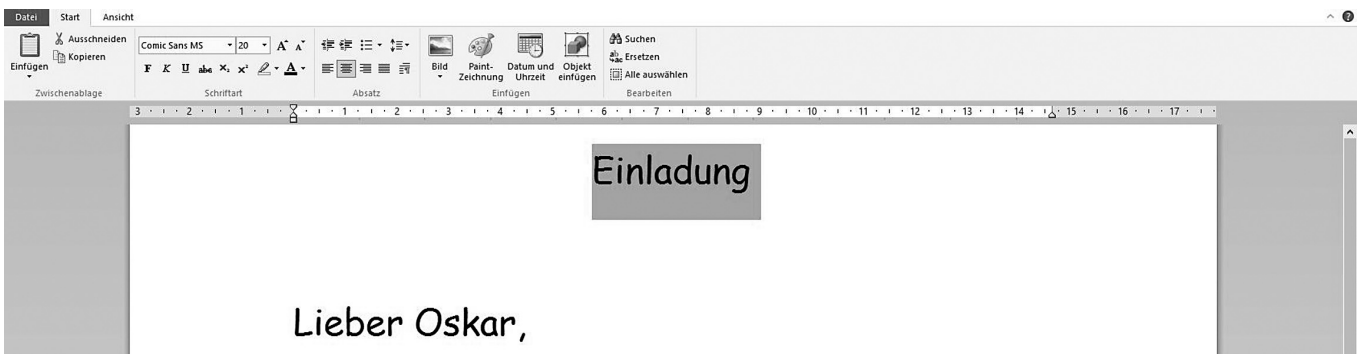 Datei Start Ansicht
Ausschneiden
Kopieren
Einfügen
Zwischenablage
Comic Sans MS 20 A A
F K U abc X₂ X² A
Schriftart
Absatz
Bild
Paint-
Zeichnung
Datum und
Uhrzeit
Objekt
einfügen
Einfügen
Suchen
Ersetzen
Alle auswählen
Bearbeiten
3 2 1 1 2 3 4 5 6 7 8 9 10 11 12 13 14 15 16 17
Einladung
Lieber Oskar,